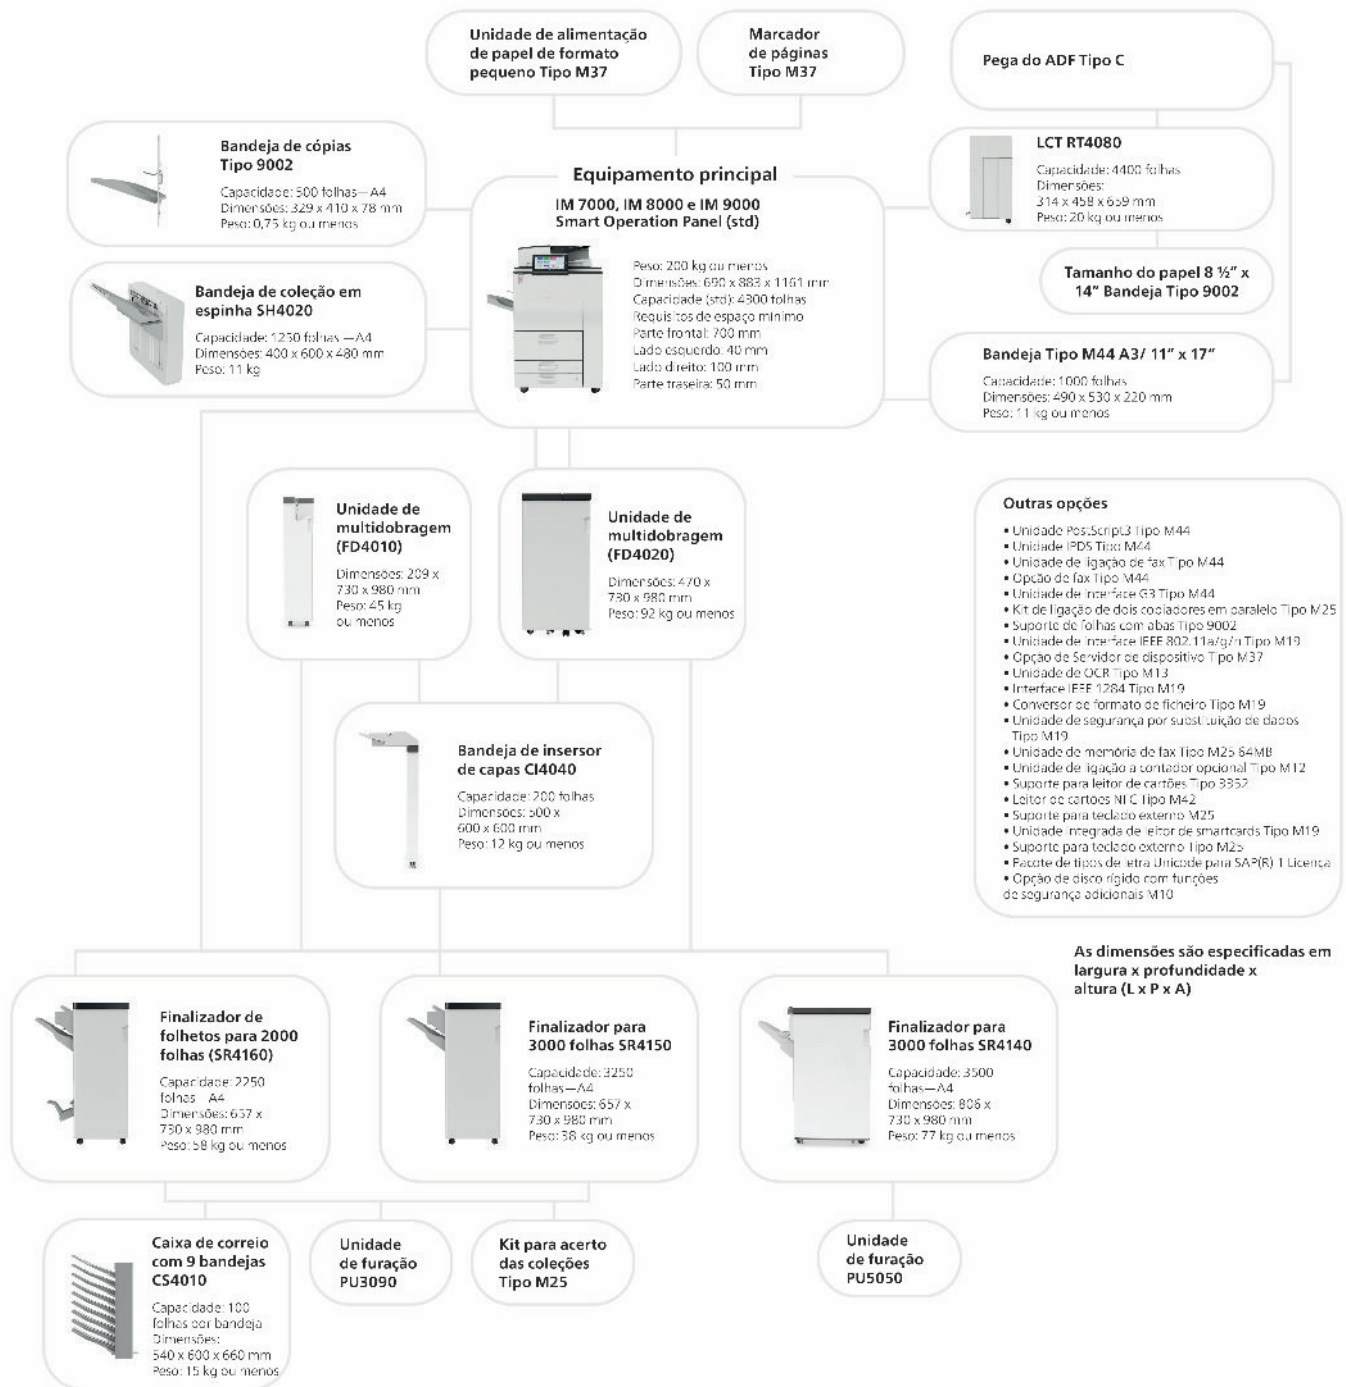 Unidade de alimentação
de papel de formato
pequeno Tipo M37
Marcador
de páginas
Tipo M37
Pega do ADF Tipo C
Bandeja de cópias
Tipo 9002
Capacidade: 500 folhas—A4
Dimensões: 329 x 410 x 78 mm
Peso: 0,75 kg ou menos
LCT RT4080
Capacidade: 4400 folhas
Dimensões:
314 x 458 x 659 mm
Peso: 20 kg ou menos
Equipamento principal
IM 7000, IM 8000 e IM 9000
Smart Operation Panel (std)
Peso: 200 kg ou menos
Dimensões: 690 x 883 x 1161 mm
Capacidade (std): 4300 folhas
Requisitos de espaço mínimo
Parte frontal: 700 mm
Lado esquerdo: 40 mm
Lado direito: 100 mm
Parte traseira: 50 mm
Tamanho do papel 8 ½” x
14” Bandeja Tipo 9002
Bandeja de coleção em
espinha SH4020
Capacidade: 1250 folhas —A4
Dimensões: 400 x 600 x 480 mm
Peso: 11 kg
Bandeja Tipo M44 A3/ 11” x 17”
Capacidade: 1000 folhas
Dimensões: 490 x 530 x 220 mm
Peso: 11 kg ou menos
Unidade de
multidobragem
(FD4010)
Dimensões: 209 x
730 x 980 mm
Peso: 45 kg
ou menos
Unidade de
multidobragem
(FD4020)
Dimensões: 470 x
730 x 980 mm
Peso: 92 kg ou menos
Outras opções
• Unidade PostScript3 Tipo M44
• Unidade IPDS Tipo M44
• Unidade de ligação de fax Tipo M44
• Opção de fax Tipo M44
• Unidade de interface G3 Tipo M44
• Kit de ligação de dois copiadores em paralelo Tipo M25
• Suporte de folhas com abas Tipo 9002
• Unidade de interface IEEE 802.11a/g/n Tipo M19
• Opção de Servidor de dispositivo Tipo M37
• Unidade de OCR Tipo M13
• Interface IEEE 1284 Tipo M19
• Conversor de formato de ficheiro Tipo M19
• Unidade de segurança por substituição de dados
Tipo M19
• Unidade de memória de fax Tipo M25 64MB
• Unidade de ligação a contador opcional Tipo M12
• Suporte para leitor de cartões Tipo 3352
• Leitor de cartões NFC Tipo M42
• Suporte para teclado externo M25
• Unidade integrada de leitor de smartcards Tipo M19
• Suporte para teclado externo Tipo M25
• Pacote de tipos de letra Unicode para SAP(R) 1 Licença
• Opção de disco rígido com funções
de segurança adicionais M10
Bandeja de insersor
de capas CI4040
Capacidade: 200 folhas
Dimensões: 500 x
600 x 600 mm
Peso: 12 kg ou menos
As dimensões são especificadas em
largura x profundidade x
altura (L x P x A)
Finalizador de
folhetos para 2000
folhas (SR4160)
Capacidade: 2250
folhas—A4
Dimensões: 657 x
730 x 980 mm
Peso: 58 kg ou menos
Finalizador para
3000 folhas SR4150
Capacidade: 3250
folhas—A4
Dimensões: 657 x
730 x 980 mm
Peso: 38 kg ou menos
Finalizador para
3000 folhas SR4140
Capacidade: 3500
folhas—A4
Dimensões: 806 x
730 x 980 mm
Peso: 77 kg ou menos
Caixa de correio
com 9 bandejas
CS4010
Capacidade: 100
folhas por bandeja
Dimensões:
540 x 600 x 660 mm
Peso: 15 kg ou menos
Unidade
de furação
PU3090
Kit para acerto
das coleções
Tipo M25
Unidade
de furação
PU5050